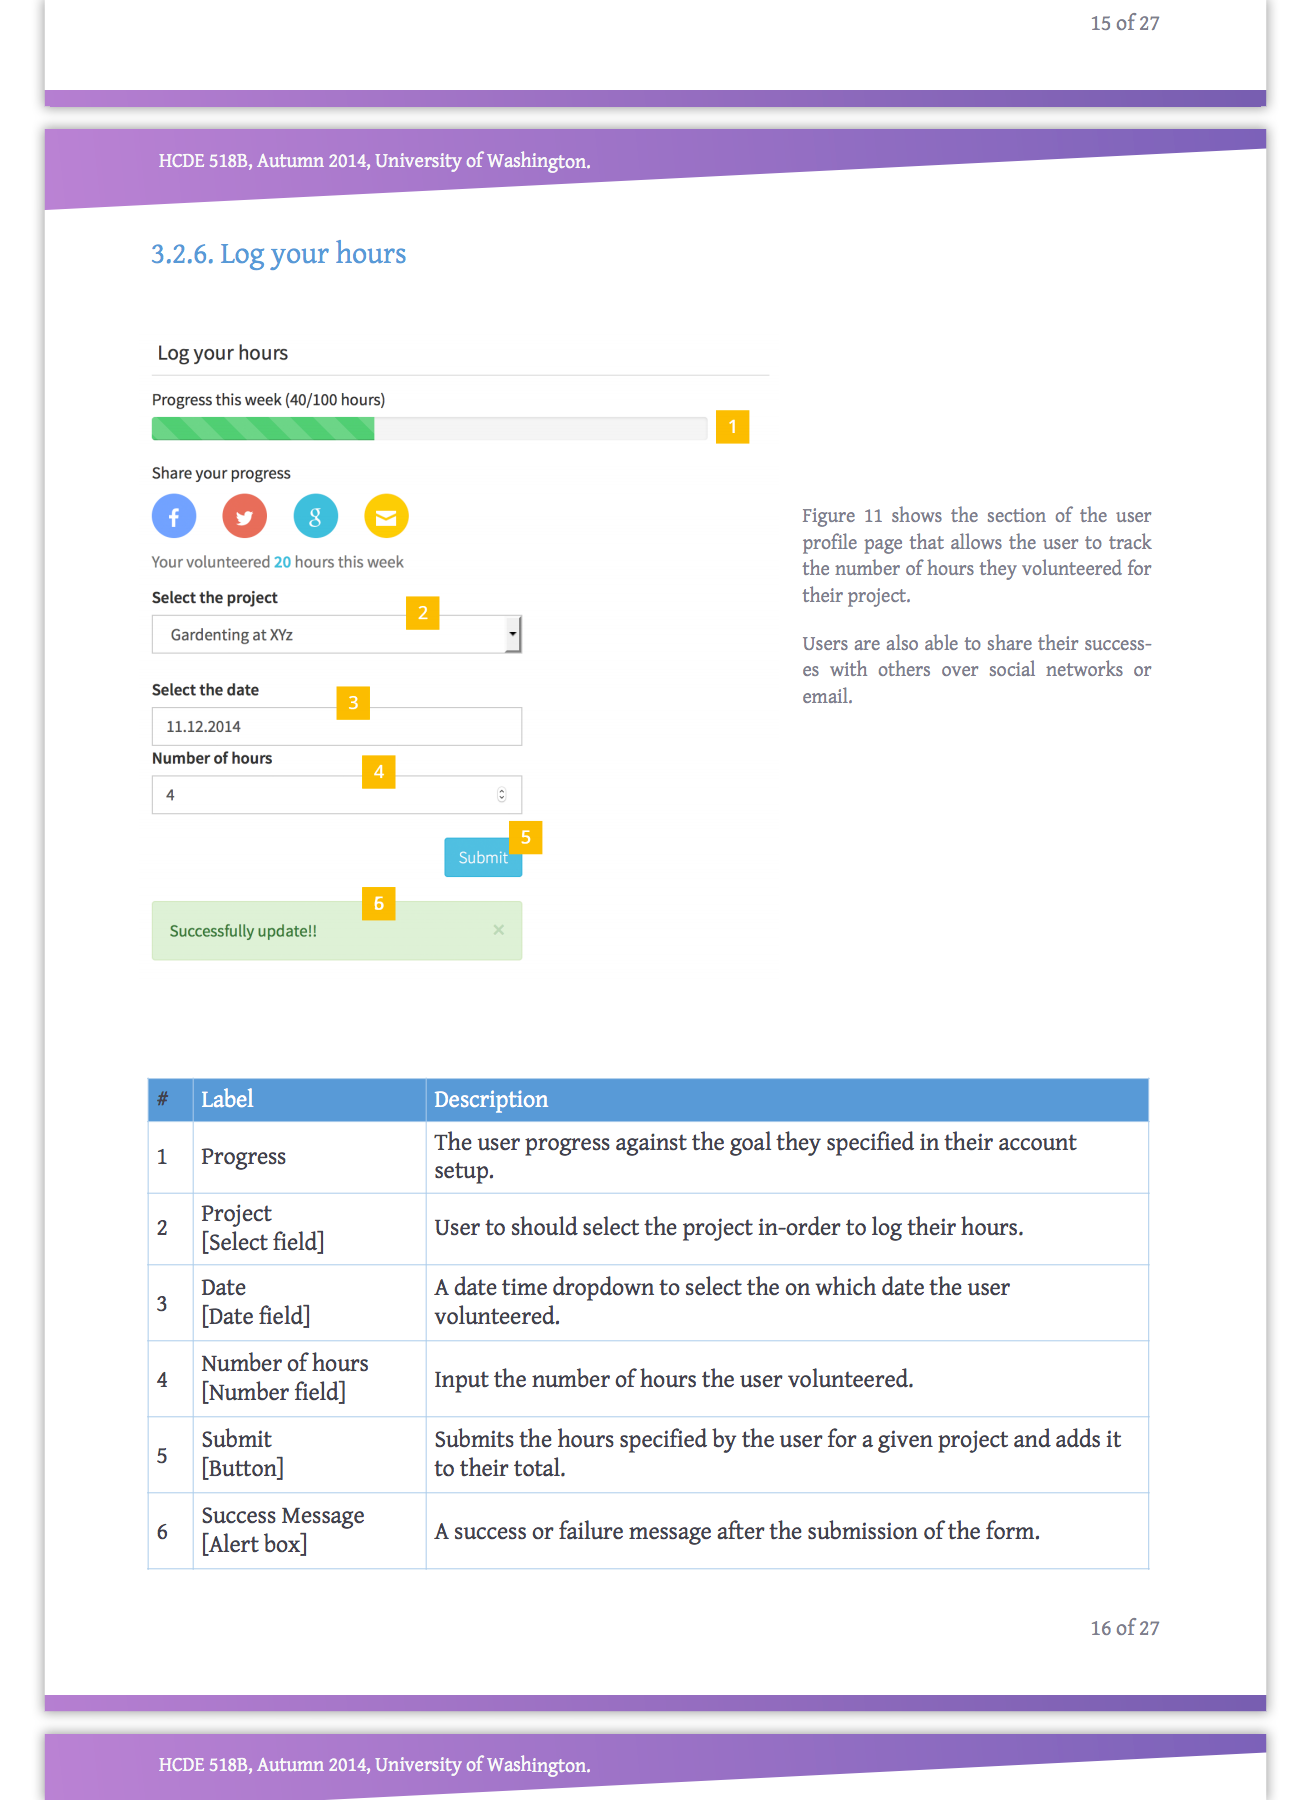 15 of 27
HCDE 518B, Autumn 2014, University of Washington.
3.2.6. Log your hours
Log your hours
Progress this week (40/100 hours)
1
Share your progress
Your volunteered 20 hours this week
Select the project
2
Gardenting at XYz
Select the date
3
11.12.2014
Number of hours
4
4
5
Submit
6
Successfully update!!
×
Figure 11 shows the section of the user
profile page that allows the user to track
the number of hours they volunteered for
their project.
Users are also able to share their success-
es with others over social networks or
email.
# Label Description
1 Progress The user progress against the goal they specified in their account
setup.
2 Project
[Select field] User to should select the project in-order to log their hours.
3 Date
[Date field] A date time dropdown to select the on which date the user
volunteered.
4 Number of hours
[Number field] Input the number of hours the user volunteered.
5 Submit
[Button] Submits the hours specified by the user for a given project and adds it
to their total.
6 Success Message
[Alert box] A success or failure message after the submission of the form.
16 of 27
HCDE 518B, Autumn 2014, University of Washington.